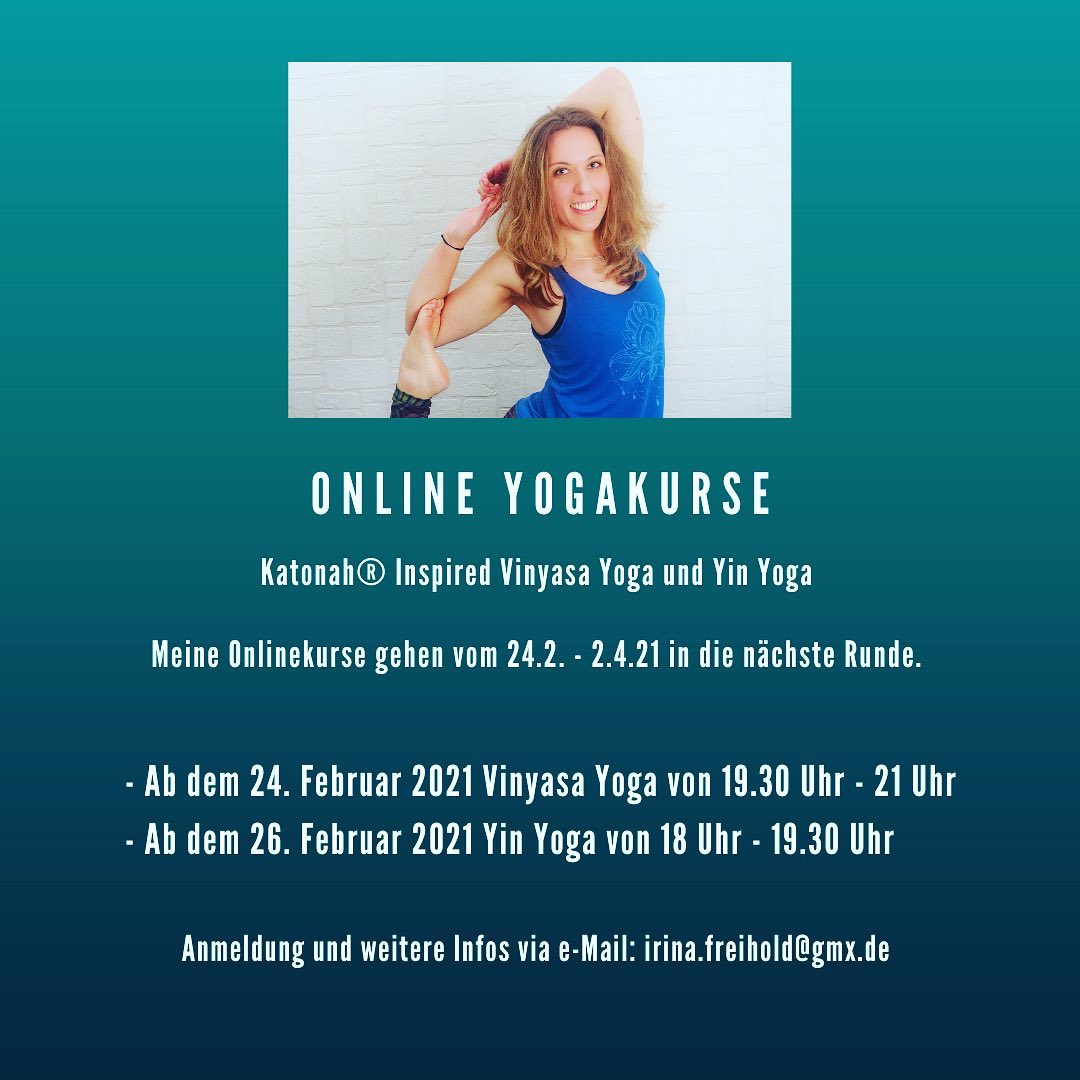 ONLINE YOGAKURSE
Katonah® Inspired Vinyasa Yoga und Yin Yoga
Meine Onlinekurse gehen vom 24.2. - 2.4.21 in die nächste Runde.
- Ab dem 24. Februar 2021 Vinyasa Yoga von 19.30 Uhr - 21 Uhr
- Ab dem 26. Februar 2021 Yin Yoga von 18 Uhr - 19.30 Uhr
Anmeldung und weitere Infos via e-Mail: irina.freihold@gmx.de